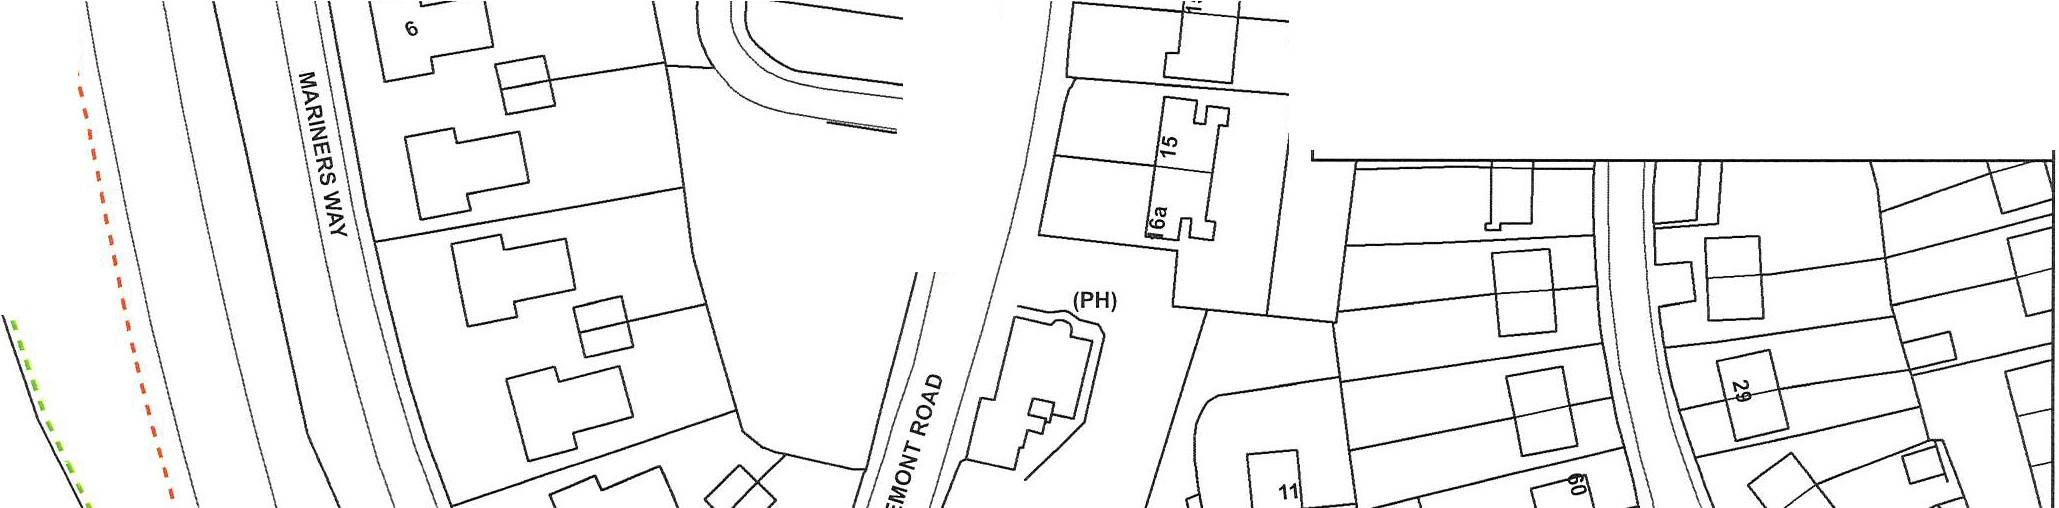 6
MARINERS WAY
15
16a
(PH)
EMONT ROAD
29
11
60